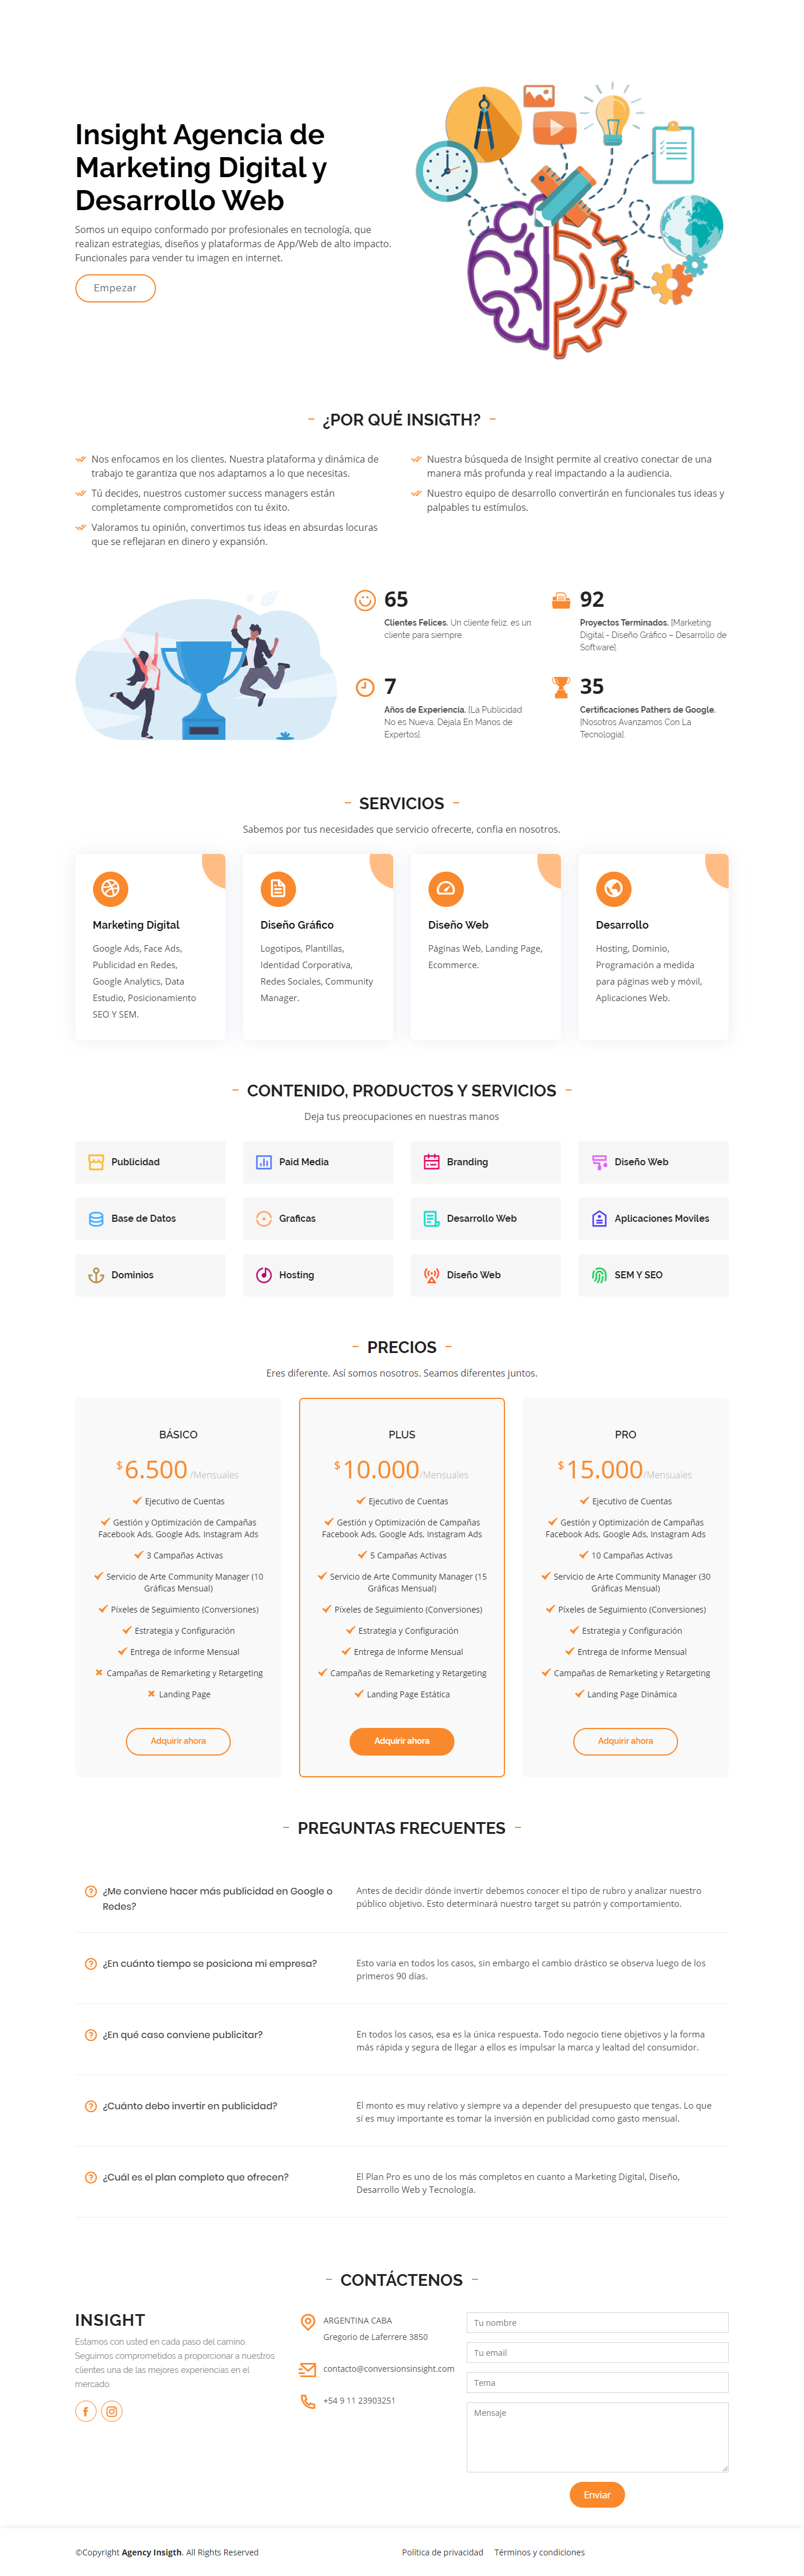 Insight Agencia de
Marketing Digital y
Desarrollo Web
Somos un equipo conformado por profesionales en tecnología, que
realizan estrategias, diseños y plataformas de App/Web de alto impacto.
Funcionales para vender tu imagen en internet.
Empezar
¿POR QUÉ INSIGTH?
Nos enfocamos en los clientes. Nuestra plataforma y dinámica de
trabajo te garantiza que nos adaptamos a lo que necesitas.
Tú decides, nuestros customer success managers están
completamente comprometidos con tu éxito.
Valoramos tu opinión, convertimos tus ideas en absurdas locuras
que se reflejaran en dinero y expansión.
Nuestra búsqueda de Insight permite al creativo conectar de una
manera más profunda y real impactando a la audiencia.
Nuestro equipo de desarrollo convertirán en funcionales tus ideas y
palpables tu estímulos.
65
Clientes Felices. Un cliente feliz, es un
cliente para siempre.
92
Proyectos Terminados. [Marketing
Digital - Diseño Gráfico – Desarrollo de
Software].
7
Años de Experiencia. [La Publicidad
No es Nueva, Déjala En Manos de
Expertos].
35
Certificaciones Pathers de Google.
[Nosotros Avanzamos Con La
Tecnología].
SERVICIOS
Sabemos por tus necesidades que servicio ofrecerte, confia en nosotros.
Marketing Digital
Google Ads, Face Ads,
Publicidad en Redes,
Google Analytics, Data
Estudio, Posicionamiento
SEO Y SEM.
Diseño Gráfico
Logotipos, Plantillas,
Identidad Corporativa,
Redes Sociales, Community
Manager.
Diseño Web
Páginas Web, Landing Page,
Ecommerce.
Desarrollo
Hosting, Dominio,
Programación a medida
para páginas web y móvil,
Aplicaciones Web.
CONTENIDO, PRODUCTOS Y SERVICIOS
Deja tus preocupaciones en nuestras manos
Publicidad
Paid Media
Branding
Diseño Web
Base de Datos
Graficas
Desarrollo Web
Aplicaciones Moviles
Dominios
Hosting
Diseño Web
SEM Y SEO
PRECIOS
Eres diferente. Así somos nosotros. Seamos diferentes juntos.
BÁSICO
$6.500 /Mensuales
Ejecutivo de Cuentas
Gestión y Optimización de Campañas
Facebook Ads, Google Ads, Instagram Ads
3 Campañas Activas
Servicio de Arte Community Manager (10
Gráficas Mensual)
Píxeles de Seguimiento (Conversiones)
Estrategia y Configuración
Entrega de Informe Mensual
Campañas de Remarketing y Retargeting
Landing Page
Adquirir ahora
PLUS
$10.000/Mensuales
Ejecutivo de Cuentas
Gestión y Optimización de Campañas
Facebook Ads, Google Ads, Instagram Ads
5 Campañas Activas
Servicio de Arte Community Manager (15
Gráficas Mensual)
Píxeles de Seguimiento (Conversiones)
Estrategia y Configuración
Entrega de Informe Mensual
Campañas de Remarketing y Retargeting
Landing Page Estática
Adquirir ahora
PRO
$15.000/Mensuales
Ejecutivo de Cuentas
Gestión y Optimización de Campañas
Facebook Ads, Google Ads, Instagram Ads
10 Campañas Activas
Servicio de Arte Community Manager (30
Gráficas Mensual)
Píxeles de Seguimiento (Conversiones)
Estrategia y Configuración
Entrega de Informe Mensual
Campañas de Remarketing y Retargeting
Landing Page Dinámica
Adquirir ahora
PREGUNTAS FRECUENTES
¿Me conviene hacer más publicidad en Google o
Redes?
Antes de decidir dónde invertir debemos conocer el tipo de rubro y analizar nuestro
público objetivo. Esto determinará nuestro target su patrón y comportamiento.
¿En cuánto tiempo se posiciona mi empresa?
Esto varia en todos los casos, sin embargo el cambio drástico se observa luego de los
primeros 90 días.
¿En qué caso conviene publicitar?
En todos los casos, esa es la única respuesta. Todo negocio tiene objetivos y la forma
más rápida y segura de llegar a ellos es impulsar la marca y lealtad del consumidor.
¿Cuánto debo invertir en publicidad?
El monto es muy relativo y siempre va a depender del presupuesto que tengas. Lo que
sí es muy importante es tomar la inversión en publicidad como gasto mensual.
¿Cuál es el plan completo que ofrecen?
El Plan Pro es uno de los más completos en cuanto a Marketing Digital, Diseño,
Desarrollo Web y Tecnología.
CONTÁCTENOS
INSIGHT
Estamos con usted en cada paso del camino.
Seguimos comprometidos a proporcionar a nuestros
clientes una de las mejores experiencias en el
mercado.
ARGENTINA CABA
Gregorio de Laferrere 3850
contacto@conversionsinsight.com
+54 9 11 23903251
Tu nombre
Tu email
Tema
Mensaje
Enviar
©Copyright Agency Insigth. All Rights Reserved
Política de privacidad
Términos y condiciones